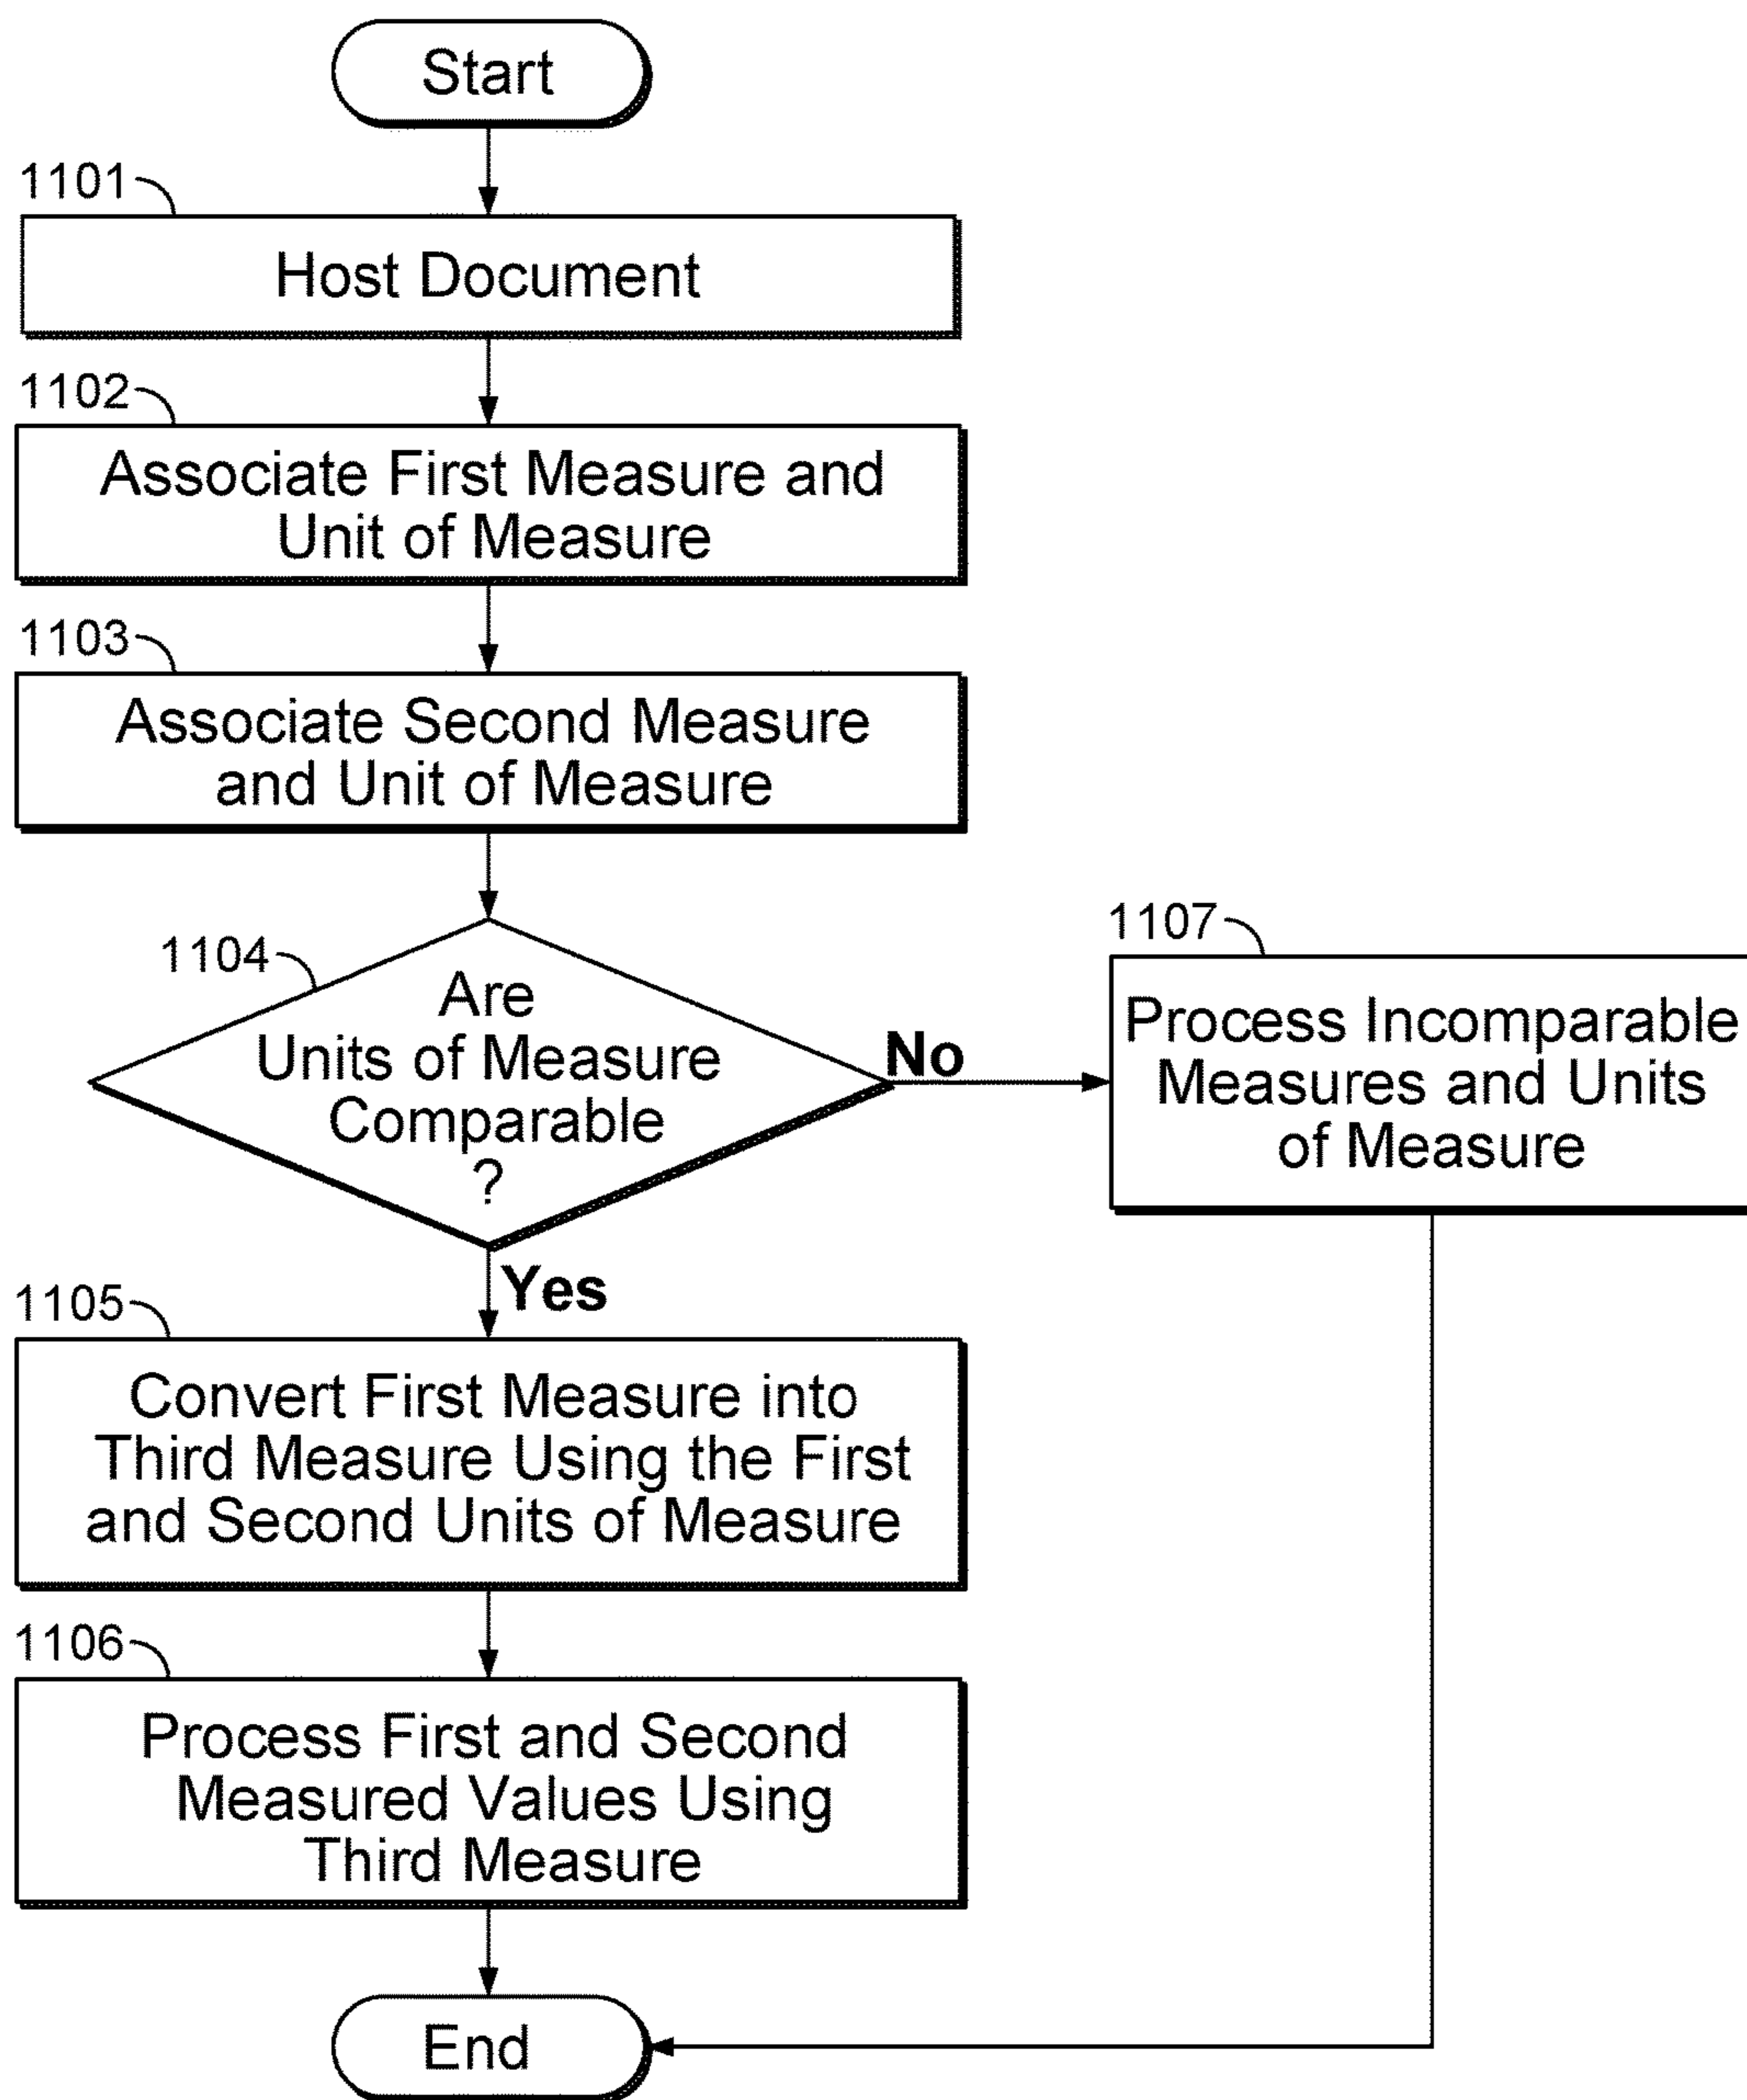 Start
1101
Host Document
1102
Associate First Measure and
Unit of Measure
1103
Associate Second Measure
and Unit of Measure
1104
Are
Units of Measure
Comparable
?
No
1107
Process Incomparable
Measures and Units
of Measure
Yes
1105
Convert First Measure into
Third Measure Using the First
and Second Units of Measure
1106
Process First and Second
Measured Values Using
Third Measure
End